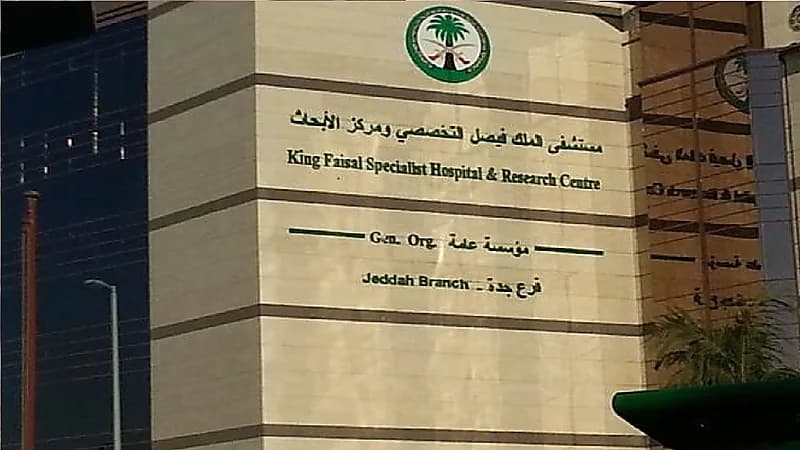 مستشفى الملك فيصل التخصصي ومركز الأبحاث
King Faisal Specialist Hospital & Research Centre
Gen. Org. مؤسسة عامة
Jeddah Branch - فرع جدة